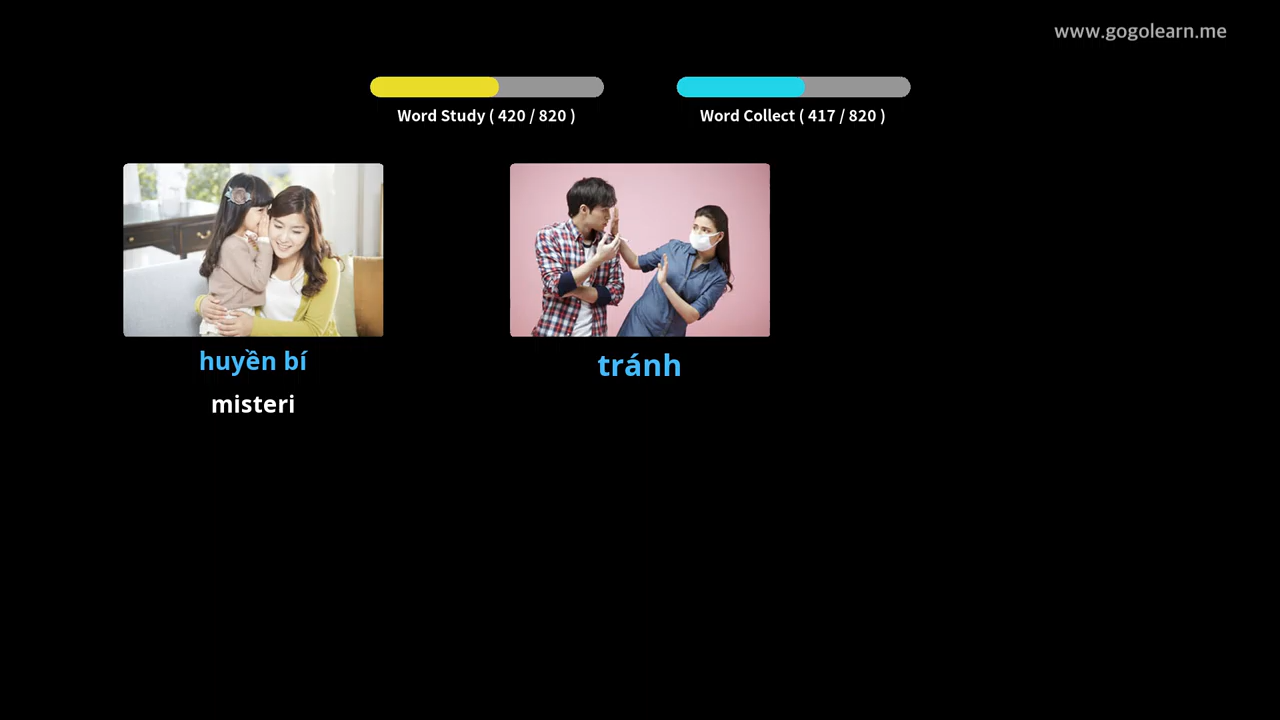 www.gogolearn.me
Word Study ( 420 / 820 )
Word Collect ( 417 / 820 )
huyền bí
misteri
tránh